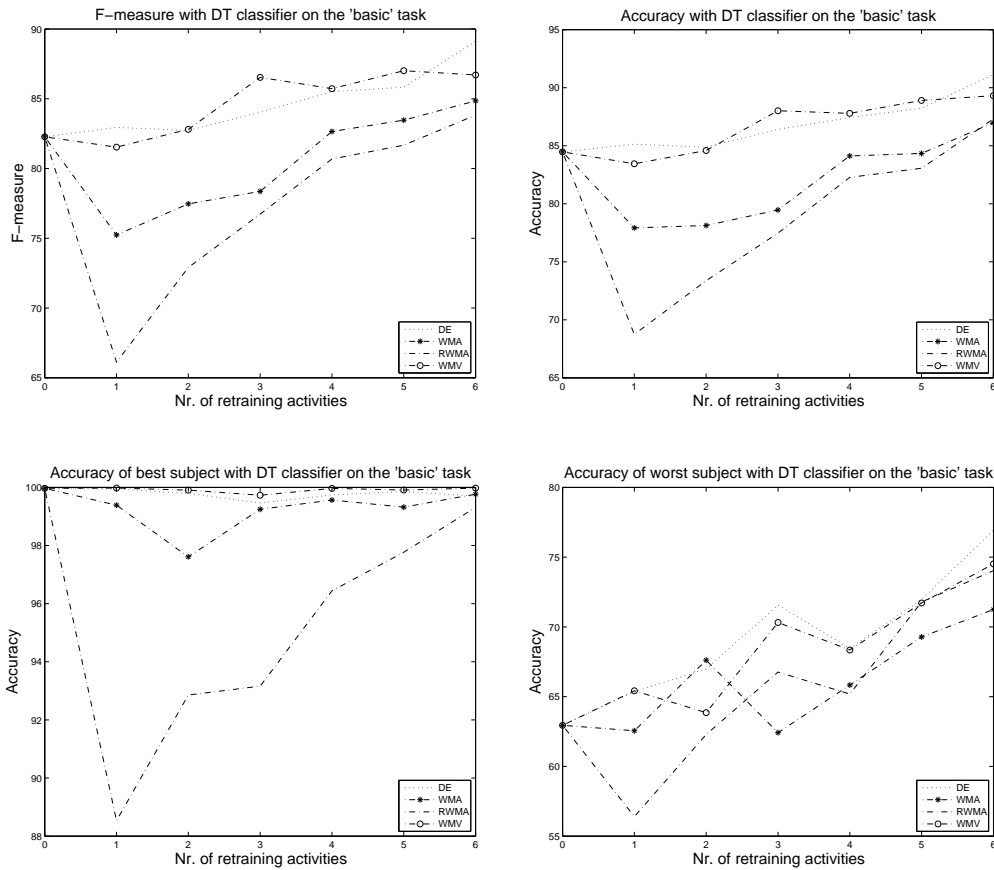 F−measure with DT classifier on the 'basic' task
90
85
80
75
70
65
F−measure
0 1 2 3 4 5 6
Nr. of retraining activities
DE
WMA
RWMA
WMV
Accuracy with DT classifier on the 'basic' task
95
90
85
80
75
70
65
Accuracy
0 1 2 3 4 5 6
Nr. of retraining activities
DE
WMA
RWMA
WMV
Accuracy of best subject with DT classifier on the 'basic' task
100
98
96
94
92
90
88
Accuracy
0 1 2 3 4 5 6
Nr. of retraining activities
DE
WMA
RWMA
WMV
Accuracy of worst subject with DT classifier on the 'basic' task
80
75
70
65
60
55
Accuracy
0 1 2 3 4 5 6
Nr. of retraining activities
DE
WMA
RWMA
WMV